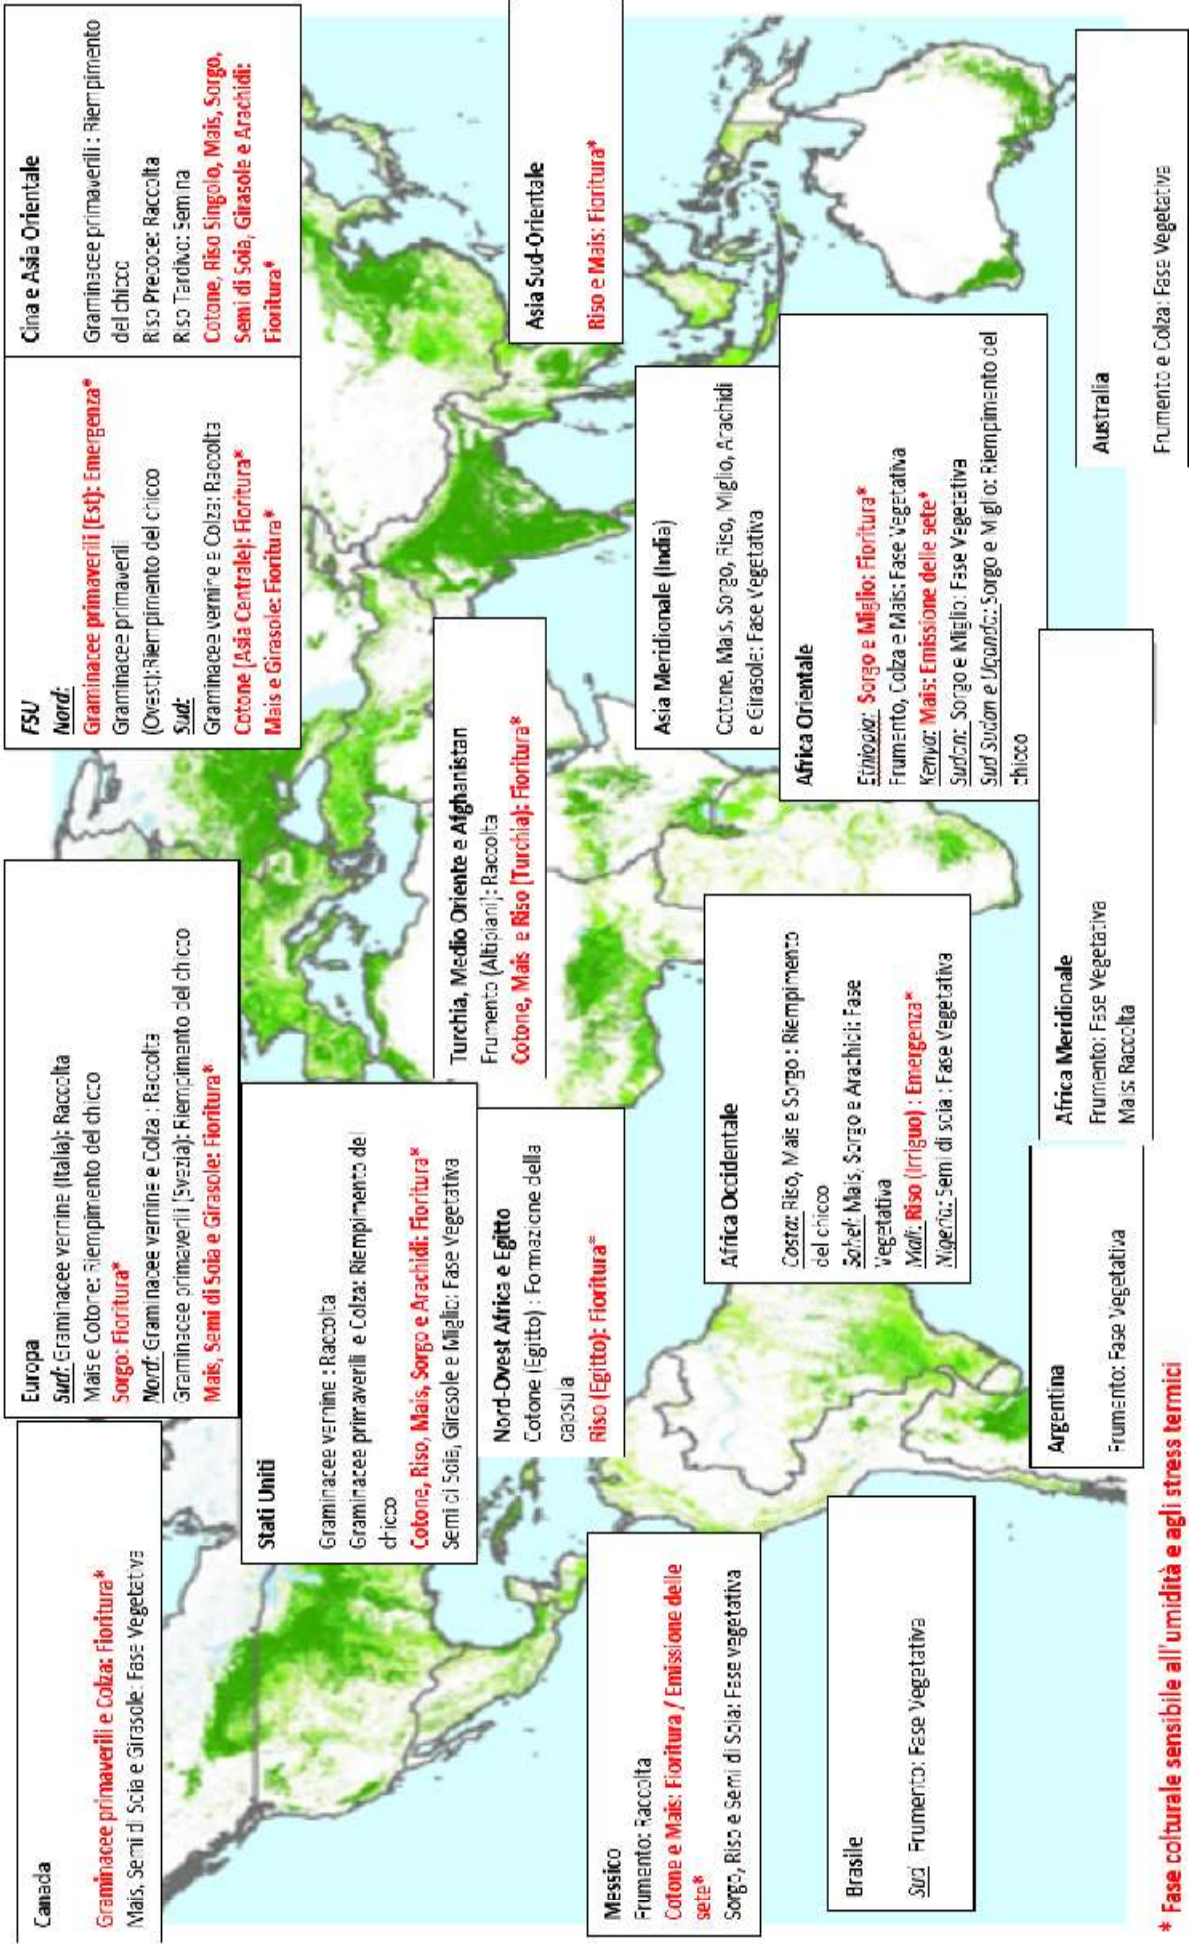 Canada
Graminacee primaverili e Colza: Fioritura*
Mais, Semi di Soia e Girasole: Fase Vegetativa
Europa
Sud: Graminacee vernine (Italia): Raccolta
Mais e Cotone: Riempimento del chicco
Sorgo: Fioritura*
Nord: Graminacee vernine e Colza : Raccolta
Graminacee primaverili (Svezia): Riempimento del chicco
Mais, Semi di Soia e Girasole: Fioritura*
FSU
Nord:
Graminacee primaverili (Est): Emergenza*
Graminacee primaverili
(Ovest):Riempimento del chicco
Sud:
Graminacee vernine e Colza: Raccolta
Cotone (Asia Centrale): Fioritura*
Mais e Girasole: Fioritura*
Cina e Asia Orientale
Graminacee primaverili : Riempimento
del chicco
Riso Precoce: Raccolta
Riso Tardivo: Semina
Cotone, Riso Singolo, Mais, Sorgo,
Semi di Soia, Girasole e Arachidi:
Fioritura*
Stati Uniti
Graminacee vernine : Raccolta
Graminacee primaverili e Colza: Riempimento del
chicco
Cotone, Riso, Mais, Sorgo e Arachidi: Fioritura*
Semi di Soia, Girasole e Miglio: Fase Vegetativa
Turchia, Medio Oriente e Afghanistan
Frumento (Altipiani): Raccolta
Cotone, Mais e Riso (Turchia): Fioritura*
Nord-Ovest Africa e Egitto
Cotone (Egitto) : Formazione della
capsula
Riso (Egitto): Fioritura*
Asia Sud-Orientale
Riso e Mais: Fioritura*
Messico
Frumento: Raccolta
Cotone e Mais: Fioritura / Emissione delle
sete*
Sorgo, Riso e Semi di Soia: Fase vegetativa
Asia Meridionale (India)
Cotone, Mais, Sorgo, Riso, Miglio, Arachidi
e Girasole: Fase Vegetativa
Africa Occidentale
Costa: Riso, Mais e Sorgo : Riempimento
del chicco
Sahel: Mais, Sorgo e Arachidi: Fase
Vegetativa
Mali: Riso (Irriguo) : Emergenza*
Nigeria: Semi di soia : Fase Vegetativa
Africa Orientale
Ethiopia: Sorgo e Miglio: Fioritura*
Frumento, Colza e Mais: Fase Vegetativa
Kenya: Mais: Emissione delle sete*
Sudan: Sorgo e Miglio: Fase Vegetativa
Sud Sudan e Uganda: Sorgo e Miglio: Riempimento del
chicco
Brasile
Sud Frumento: Fase Vegetativa
Argentina
Frumento: Fase Vegetativa
Africa Meridionale
Frumento: Fase Vegetativa
Mais: Raccolta
Australia
Frumento e Colza: Fase Vegetativa
* Fase colturale sensibile all'umidità e agli stress termici